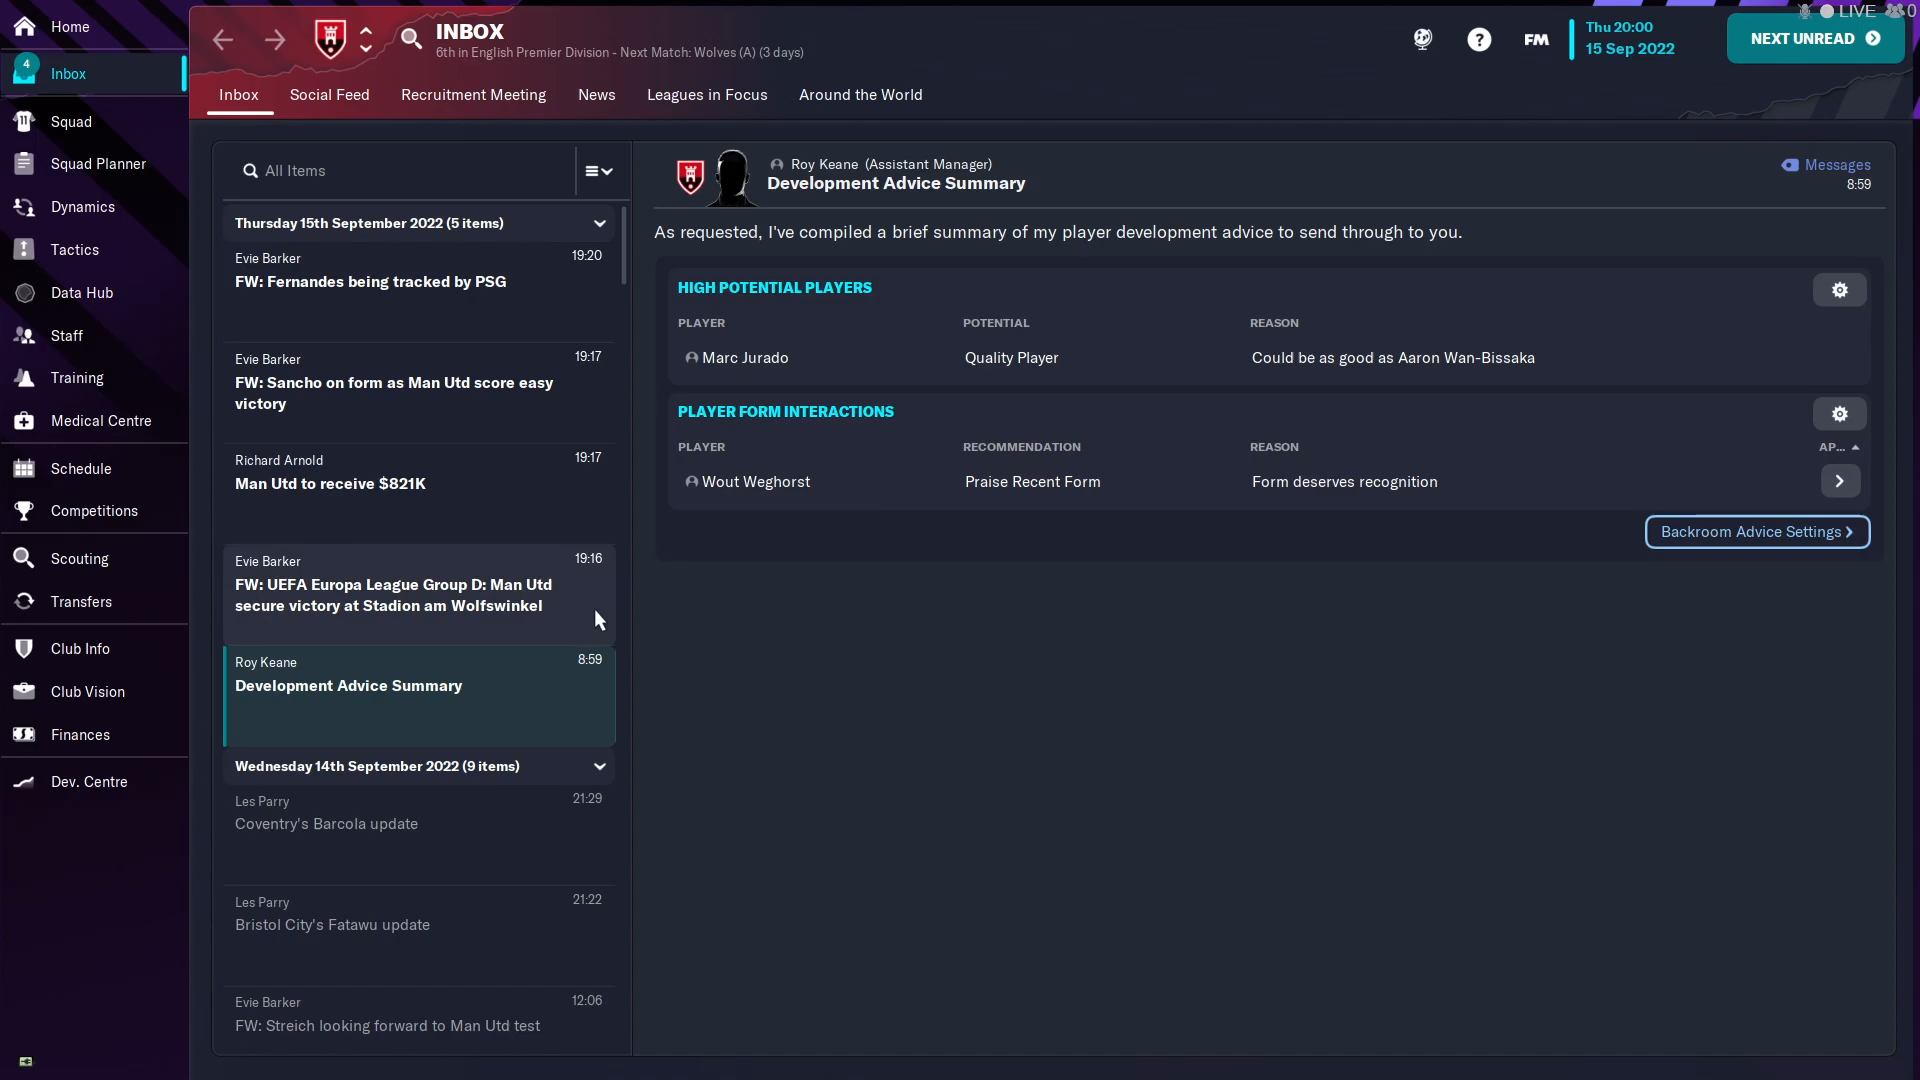 Home
4
Inbox
Squad
Squad Planner
Dynamics
Tactics
Data Hub
Staff
Training
Medical Centre
Schedule
Competitions
Scouting
Transfers
Club Info
Club Vision
Finances
Dev. Centre
INBOX
6th in English Premier Division - Next Match: Wolves (A) (3 days)
?
FM
Thu 20:00
15 Sep 2022
LIVE 0
NEXT UNREAD
Inbox Social Feed Recruitment Meeting News Leagues in Focus Around the World
All Items
Thursday 15th September 2022 (5 items)
Evie Barker 19:20
FW: Fernandes being tracked by PSG
Evie Barker 19:17
FW: Sancho on form as Man Utd score easy
victory
Richard Arnold 19:17
Man Utd to receive $821K
Evie Barker 19:16
FW: UEFA Europa League Group D: Man Utd
secure victory at Stadion am Wolfswinkel
Roy Keane 8:59
Development Advice Summary
Wednesday 14th September 2022 (9 items)
Les Parry 21:29
Coventry's Barcola update
Les Parry 21:22
Bristol City's Fatawu update
Evie Barker 12:06
FW: Streich looking forward to Man Utd test
Roy Keane (Assistant Manager)
Development Advice Summary
Messages
8:59
As requested, I've compiled a brief summary of my player development advice to send through to you.
HIGH POTENTIAL PLAYERS
PLAYER POTENTIAL REASON
Marc Jurado Quality Player Could be as good as Aaron Wan-Bissaka
PLAYER FORM INTERACTIONS
PLAYER RECOMMENDATION REASON AP...
Wout Weghorst Praise Recent Form Form deserves recognition
Backroom Advice Settings